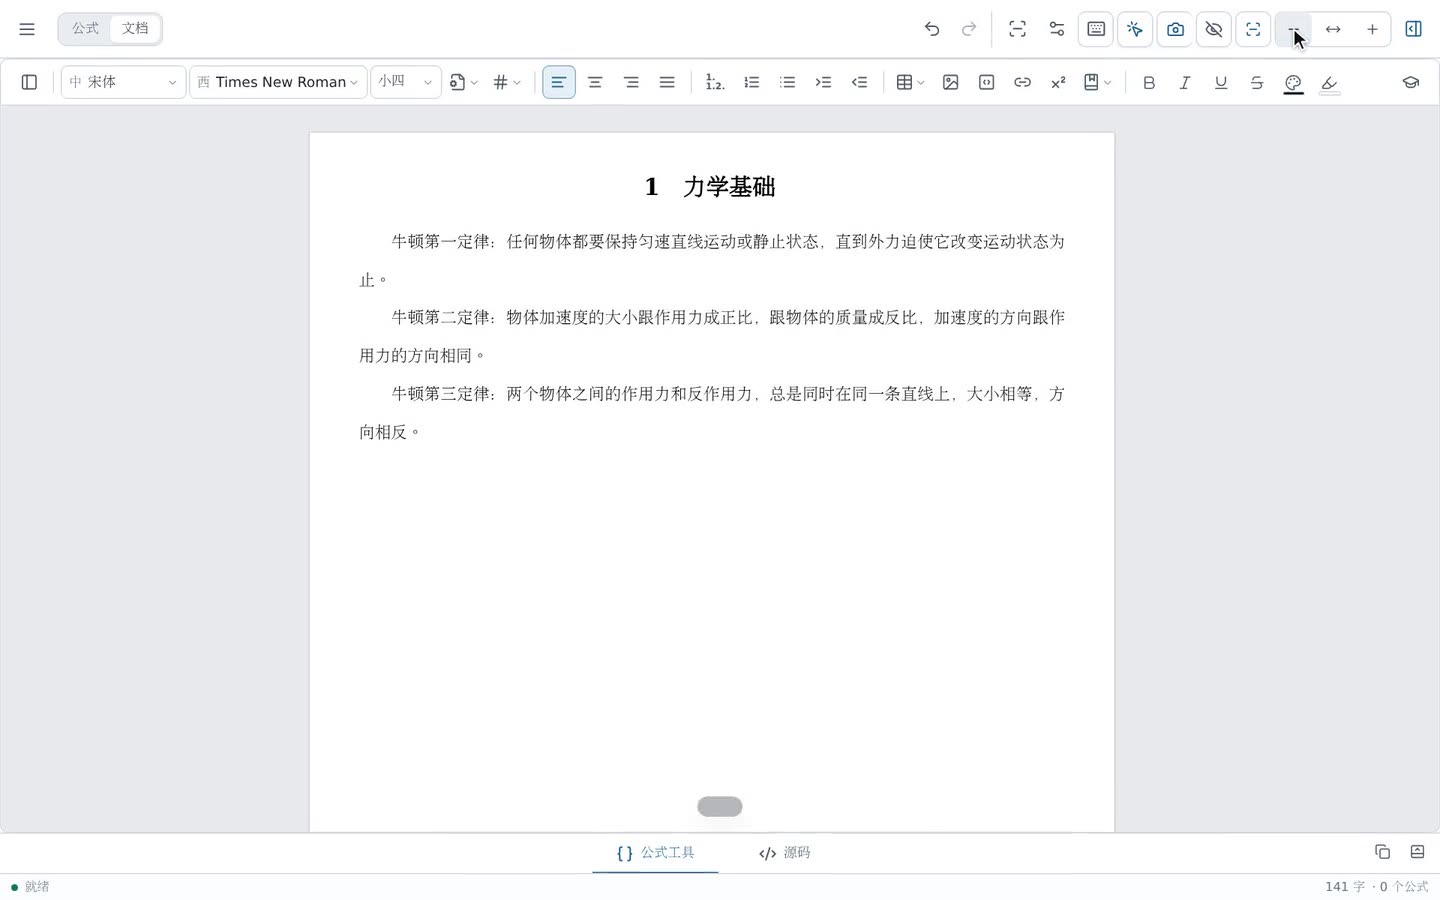 公式 文档
中 宋体 西 Times New Roman 小四
1 力学基础
牛顿第一定律：任何物体都要保持匀速直线运动或静止状态，直到外力迫使它改变运动状态为
止。
牛顿第二定律：物体加速度的大小跟作用力成正比，跟物体的质量成反比，加速度的方向跟作
用力的方向相同。
牛顿第三定律：两个物体之间的作用力和反作用力，总是同时在同一条直线上，大小相等，方
向相反。
{} 公式工具 </> 源码
就绪 141 字 · 0 个公式